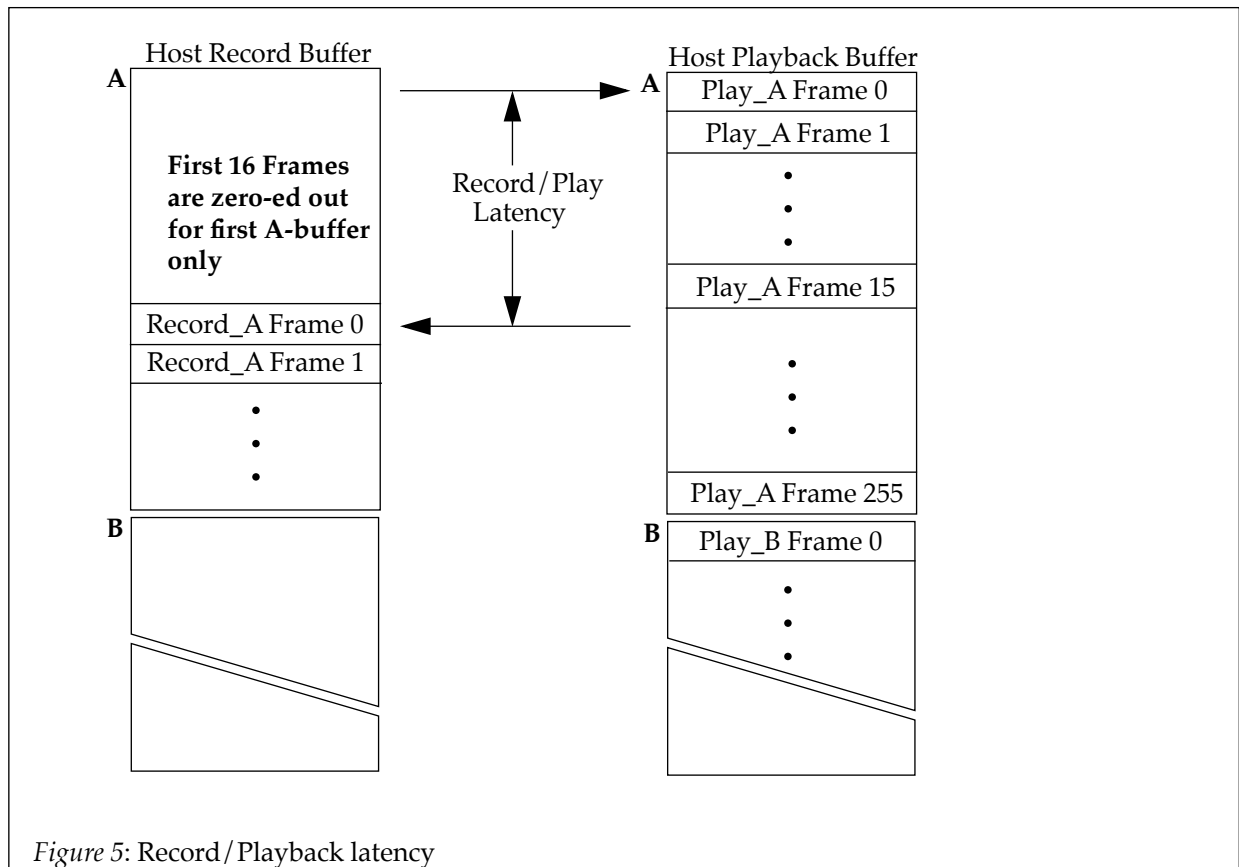 Host Record Buffer
A
First 16 Frames
are zero-ed out
for first A-buffer
only
Record_A Frame 0
Record_A Frame 1
B
Record/Play
Latency
Host Playback Buffer
A
Play_A Frame 0
Play_A Frame 1
Play_A Frame 15
Play_A Frame 255
B
Play_B Frame 0
Figure 5: Record/Playback latency